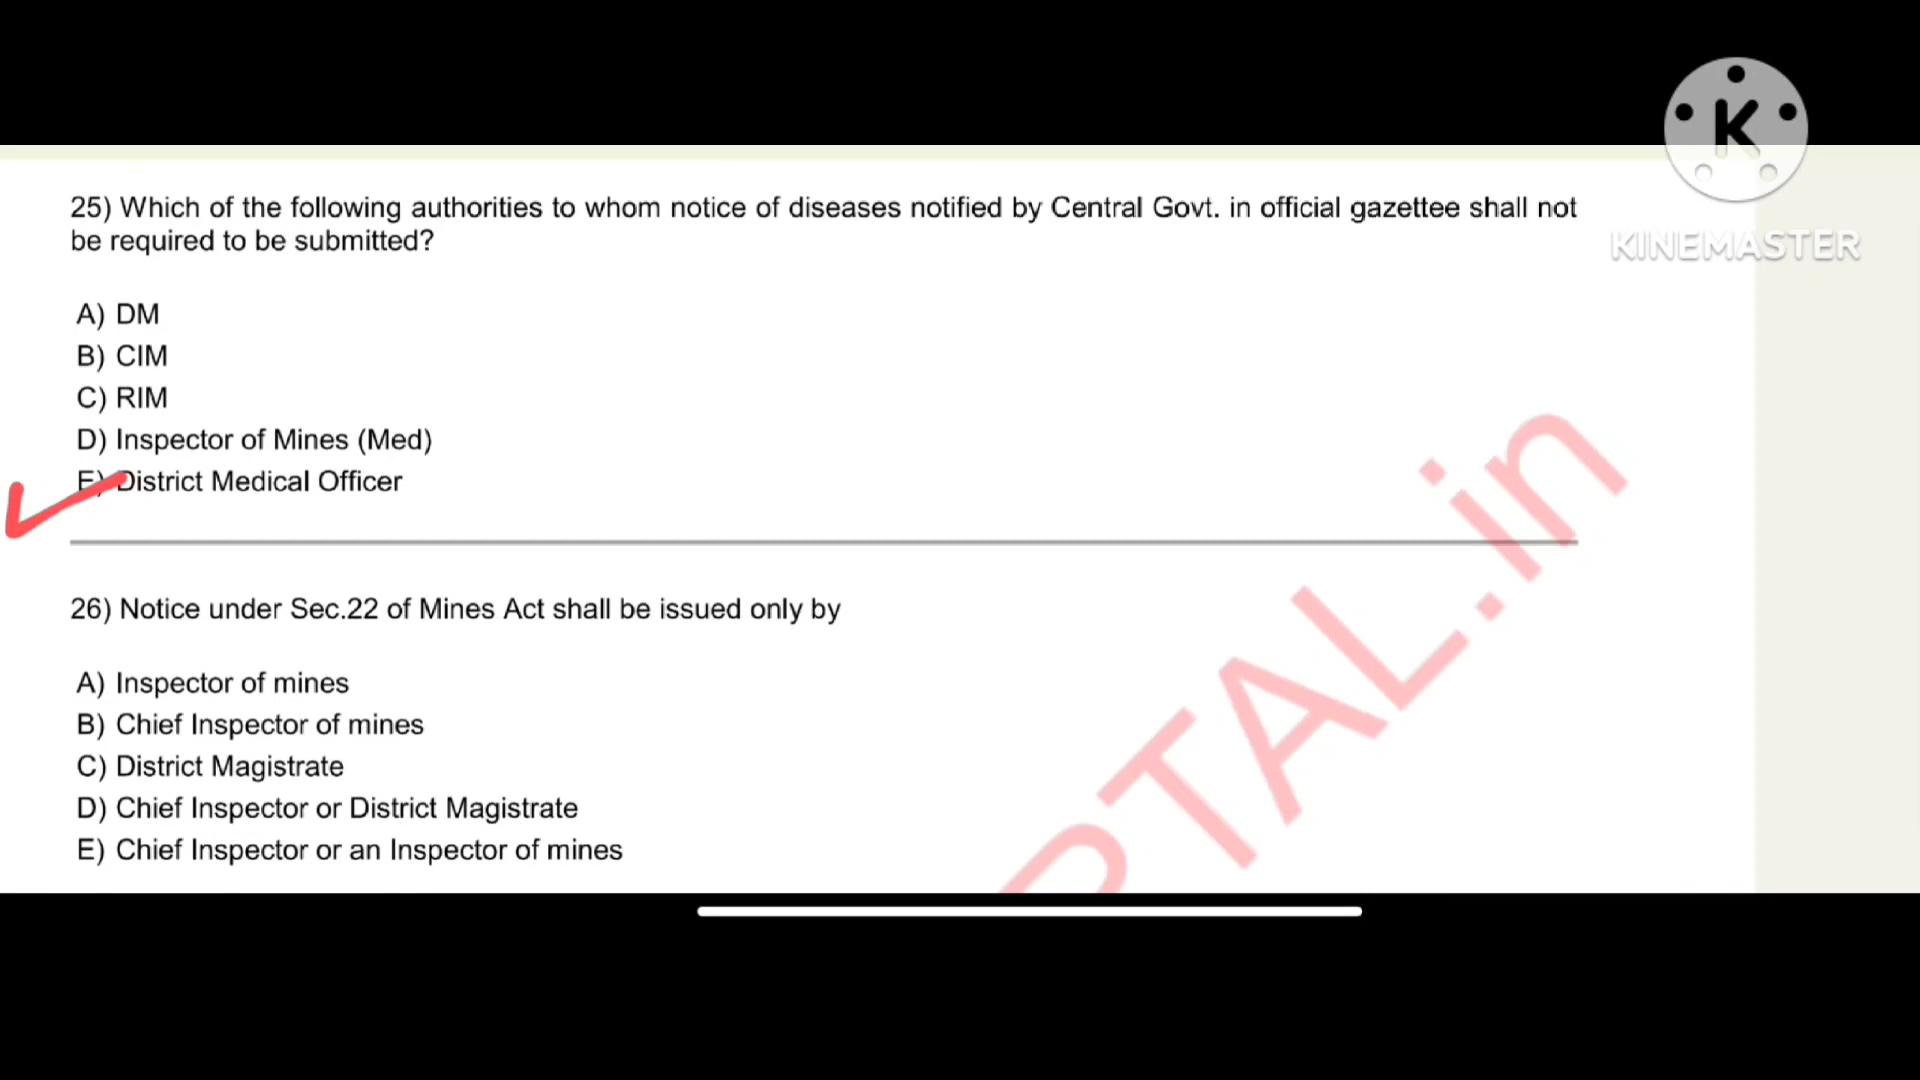 K
KINEMASTER
25) Which of the following authorities to whom notice of diseases notified by Central Govt. in official gazettee shall not
be required to be submitted?
A) DM
B) CIM
C) RIM
D) Inspector of Mines (Med)
E) District Medical Officer
26) Notice under Sec.22 of Mines Act shall be issued only by
A) Inspector of mines
B) Chief Inspector of mines
C) District Magistrate
D) Chief Inspector or District Magistrate
E) Chief Inspector or an Inspector of mines
PTAL.in